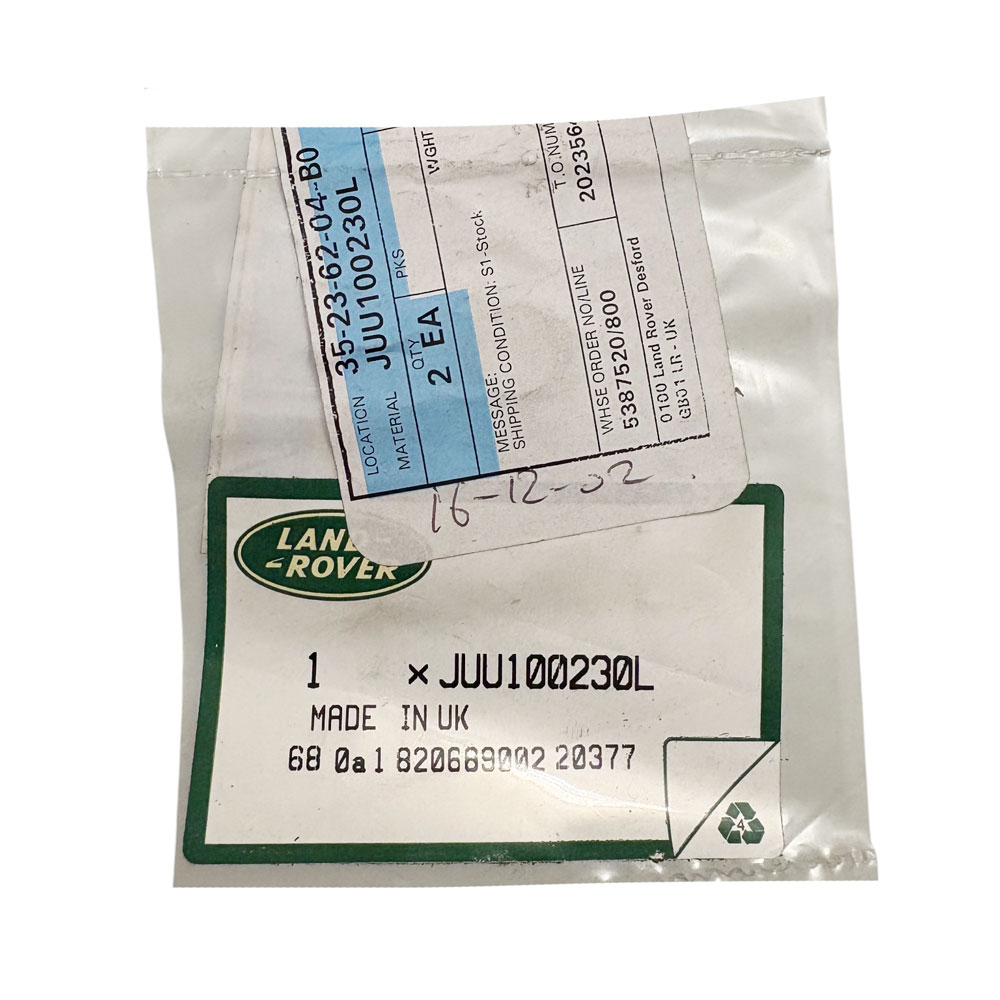 LOCATION 35-23-62-04-B0
MATERIAL JUU100230L
QTY PKS WGHT
2 EA
MESSAGE:
SHIPPING CONDITION: S1-Stock
WHSE ORDER NO/LINE T.O.NUM
5387520/800 202356
0100 Land Rover Desford
GB01 LR - UK
16-12-02
LAND-
-ROVER
1 x JUU100230L
MADE IN UK
68 0a1 820689002 20377
4